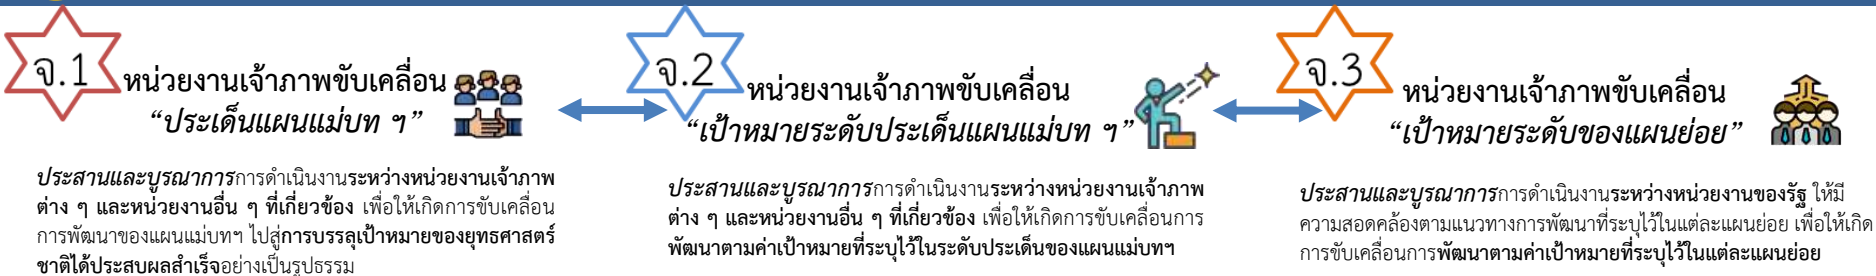 จ.1
หน่วยงานเจ้าภาพขับเคลื่อน
“ประเด็นแผนแม่บท ฯ”
ประสานและบูรณาการการดำเนินงานระหว่างหน่วยงานเจ้าภาพ
ต่าง ๆ และหน่วยงานอื่น ๆ ที่เกี่ยวข้อง เพื่อให้เกิดการขับเคลื่อน
การพัฒนาของแผนแม่บทฯ ไปสู่การบรรลุเป้าหมายของยุทธศาสตร์
ชาติได้ประสบผลสำเร็จอย่างเป็นรูปธรรม
จ.2
หน่วยงานเจ้าภาพขับเคลื่อน
“เป้าหมายระดับประเด็นแผนแม่บท ฯ”
ประสานและบูรณาการการดำเนินงานระหว่างหน่วยงานเจ้าภาพ
ต่าง ๆ และหน่วยงานอื่น ๆ ที่เกี่ยวข้อง เพื่อให้เกิดการขับเคลื่อนการ
พัฒนาตามค่าเป้าหมายที่ระบุไว้ในระดับประเด็นของแผนแม่บทฯ
จ.3
หน่วยงานเจ้าภาพขับเคลื่อน
“เป้าหมายระดับของแผนย่อย”
ประสานและบูรณาการการดำเนินงานระหว่างหน่วยงานของรัฐ ให้มี
ความสอดคล้องตามแนวทางการพัฒนาที่ระบุไว้ในแต่ละแผนย่อย เพื่อให้เกิด
การขับเคลื่อนการพัฒนาตามค่าเป้าหมายที่ระบุไว้ในแต่ละแผนย่อย